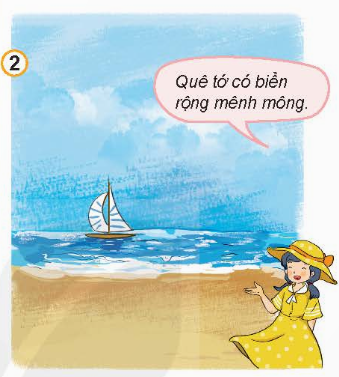 2
Quê tớ có biển
rộng mênh mông.